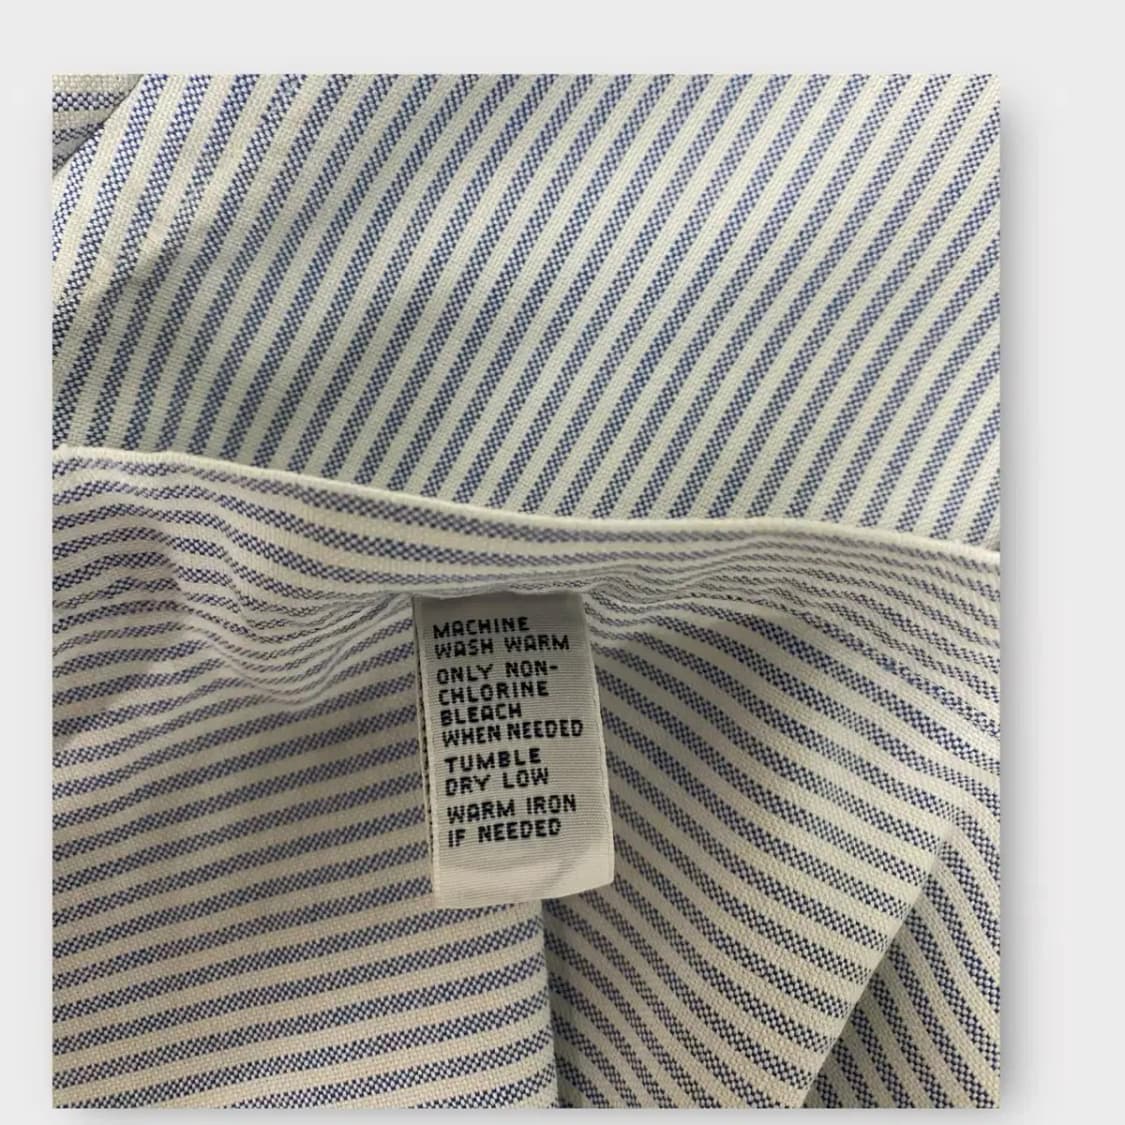 MACHINE
WASH WARM
ONLY NON-
CHLORINE
BLEACH
WHEN NEEDED
TUMBLE
DRY LOW
WARM IRON
IF NEEDED